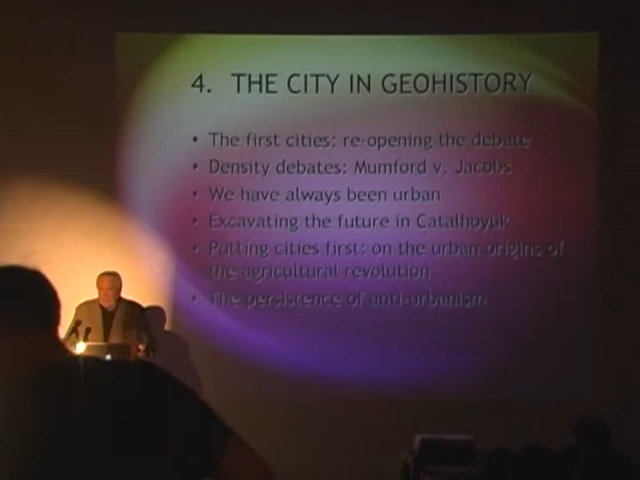 4. THE CITY IN GEOHISTORY
• The first cities: re-opening the debate
• Density debates: Mumford v. Jacobs
• We have always been urban
• Excavating the future in Catalhoyuk
• Putting cities first: on the urban origins of
the agricultural revolution
• The persistence of anti-urbanism